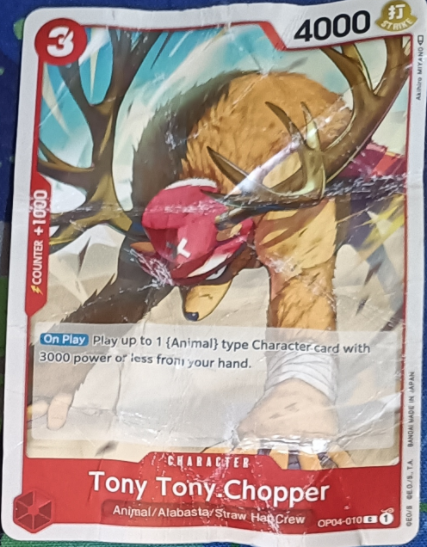 3
4000
打
STRIKE
Akihiro MIYANO
COUNTER +1000
On Play Play up to 1 {Animal} type Character card with
3000 power or less from your hand.
CHARACTER
Tony Tony.Chopper
Animal/Alabasta/Straw Hat Crew
OP04-010 C 1
BANDAI MADE IN JAPAN